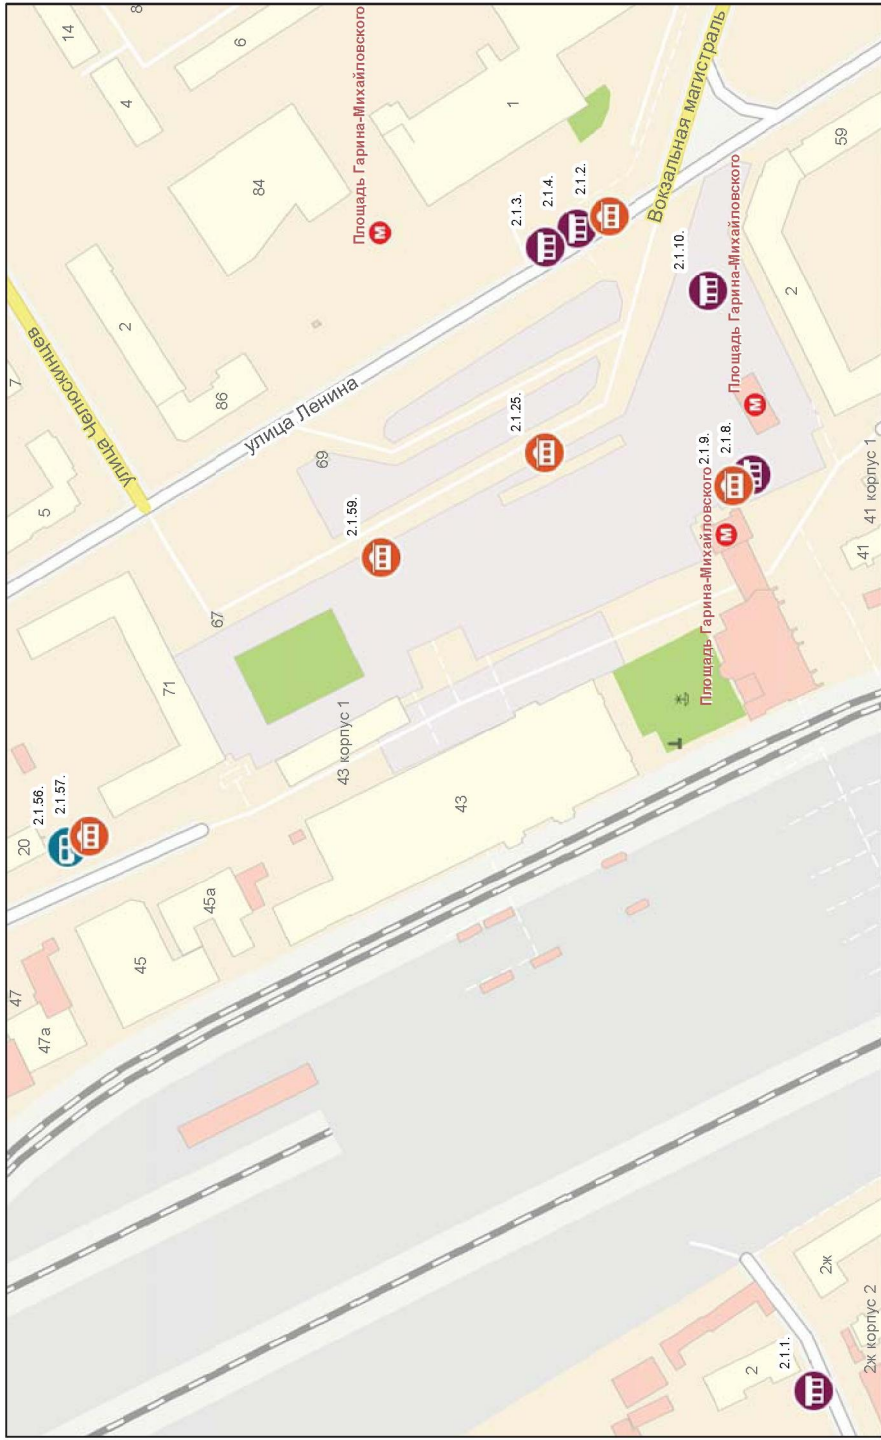 14
8
6
4
Площадь Гарина-Михайловского
1
84
59
Вокзальная магистраль
7
2
2.1.3.
2.1.4.
2.1.2.
Площадь Гарина-Михайловского
2.1.10.
улица Челюскинцев
86
2
улица Ленина
5
69
2.1.25.
2.1.9.
2.1.8.
41 корпус 1
2.1.59.
Площадь Гарина-Михайловского
41
67
71
43 корпус 1
20
2.1.56.
2.1.57.
43
45а
45
47
47а
2ж
2
2.1.1.
2ж корпус 2